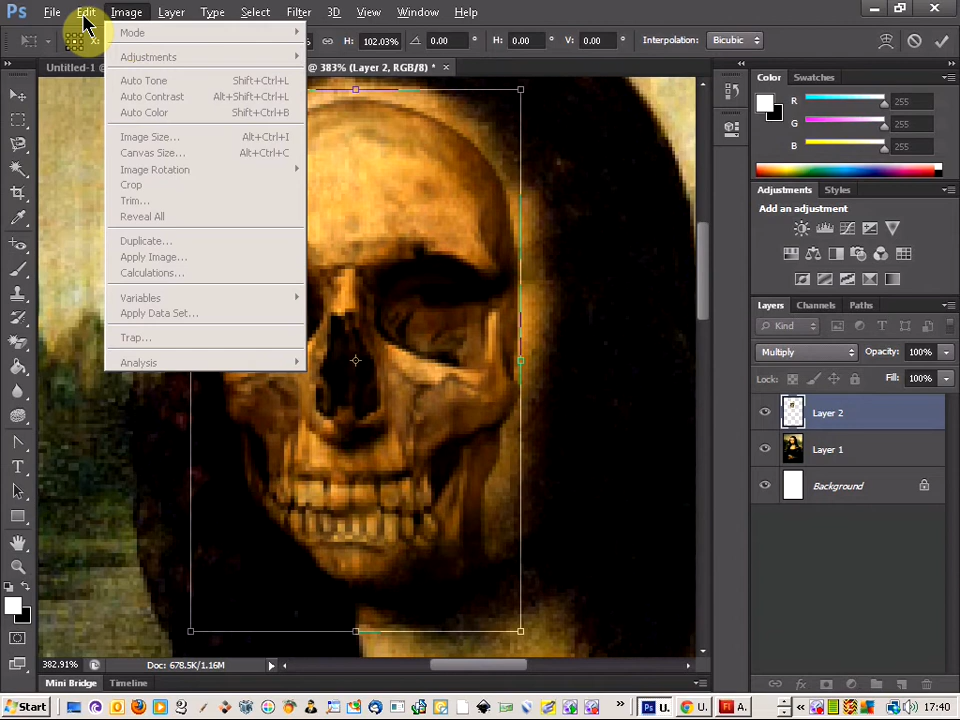 Ps File Edit Image Layer Type Select Filter 3D View Window Help
X: H: 102.03% 0.00 ° H: 0.00 ° V: 0.00 ° Interpolation: Bicubic
Untitled-1 @ 383% (Layer 2, RGB/8) * ×
Mode
Adjustments
Auto Tone Shift+Ctrl+L
Auto Contrast Alt+Shift+Ctrl+L
Auto Color Shift+Ctrl+B
Image Size... Alt+Ctrl+I
Canvas Size... Alt+Ctrl+C
Image Rotation
Crop
Trim...
Reveal All
Duplicate...
Apply Image...
Calculations...
Variables
Apply Data Set...
Trap...
Analysis
Color Swatches
R 255
G 255
B 255
Adjustments Styles
Add an adjustment
Layers Channels Paths
Kind
Multiply Opacity: 100%
Lock: Fill: 100%
Layer 2
Layer 1
Background
382.91% Doc: 678.5K/1.16M
Mini Bridge Timeline
Start Ps U. U. Fl A. 17:40